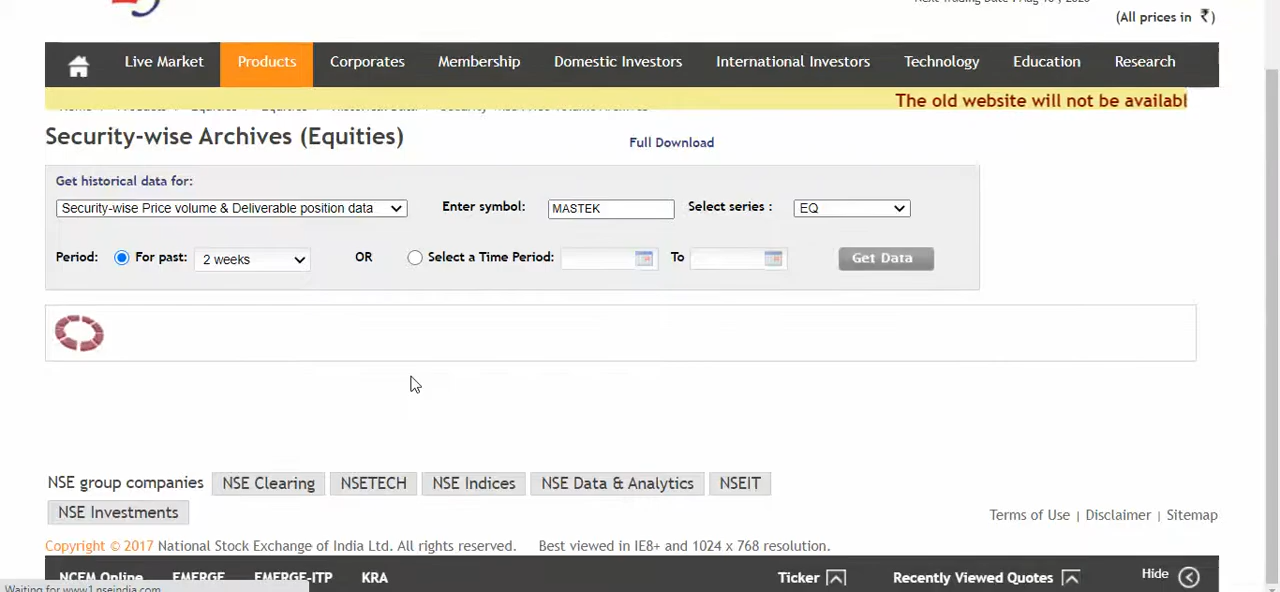 (All prices in ₹)
Live Market Products Corporates Membership Domestic Investors International Investors Technology Education Research
The old website will not be availabl
Security-wise Archives (Equities)
Full Download
Get historical data for:
Security-wise Price volume & Deliverable position data Enter symbol: MASTEK Select series : EQ
Period: For past: 2 weeks OR Select a Time Period: To Get Data
NSE group companies NSE Clearing NSETECH NSE Indices NSE Data & Analytics NSEIT
NSE Investments
Terms of Use | Disclaimer | Sitemap
Copyright © 2017 National Stock Exchange of India Ltd. All rights reserved. Best viewed in IE8+ and 1024 x 768 resolution.
NCFM Online EMERGE EMERGE-ITP KRA Ticker Recently Viewed Quotes Hide
Waiting for www1.nseindia.com